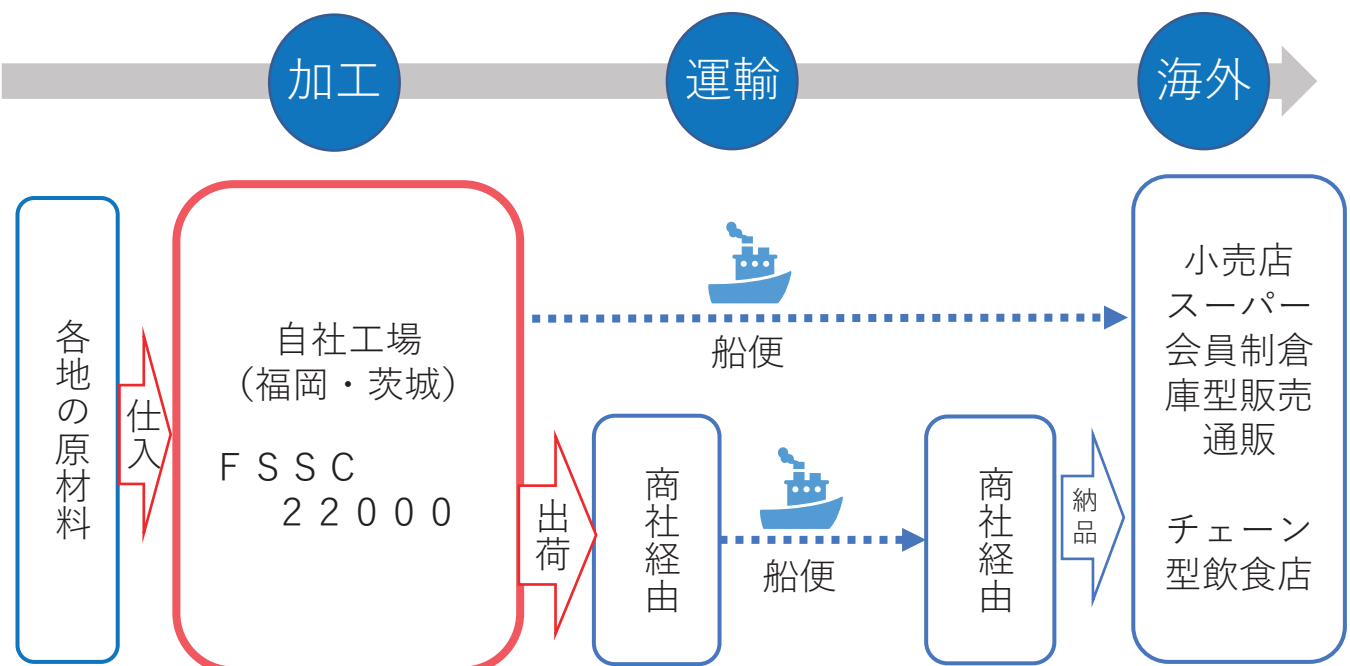 加工
運輸
海外
各地の原材料
仕入
自社工場
（福岡・茨城）
ＦＳＳＣ
２２０００
出荷
船便
商社経由
船便
商社経由
納品
小売店
スーパー
会員制倉
庫型販売
通販
チェーン
型飲食店